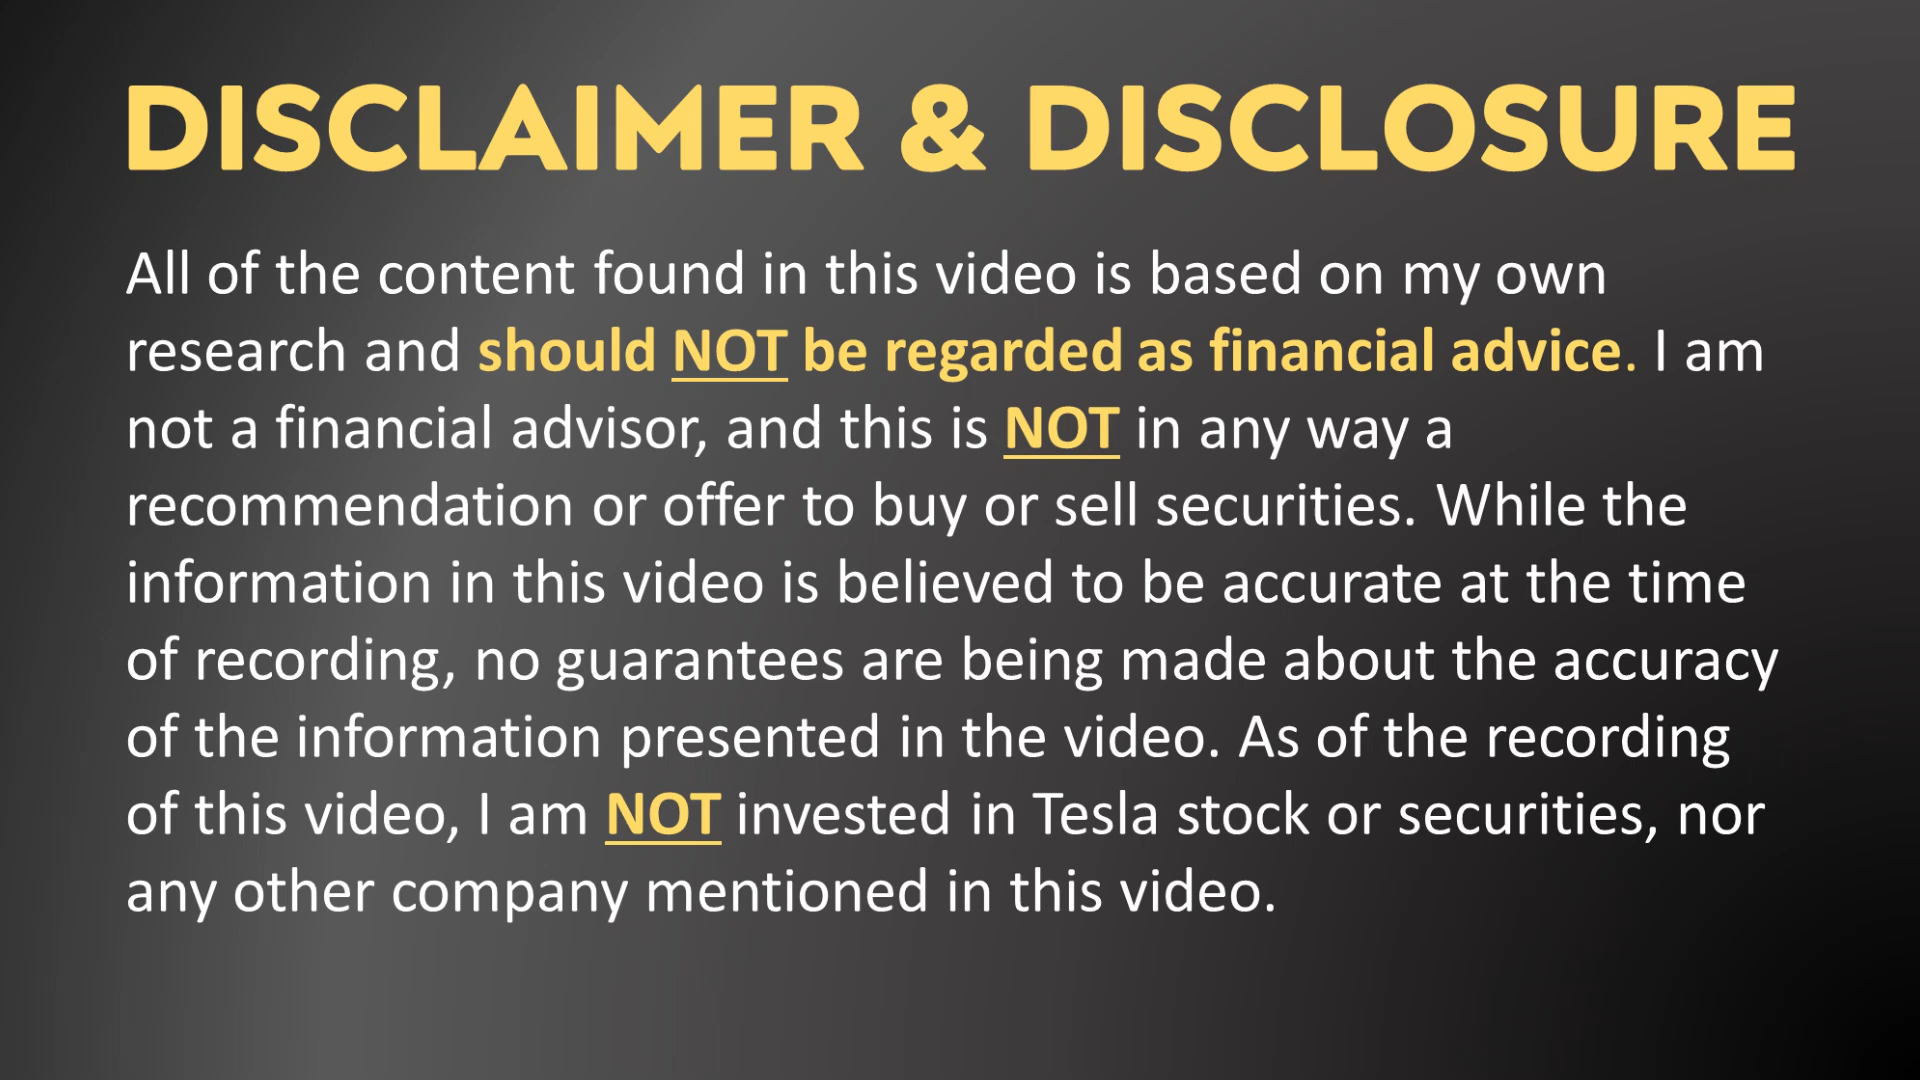 DISCLAIMER & DISCLOSURE
All of the content found in this video is based on my own
research and should NOT be regarded as financial advice. I am
not a financial advisor, and this is NOT in any way a
recommendation or offer to buy or sell securities. While the
information in this video is believed to be accurate at the time
of recording, no guarantees are being made about the accuracy
of the information presented in the video. As of the recording
of this video, I am NOT invested in Tesla stock or securities, nor
any other company mentioned in this video.